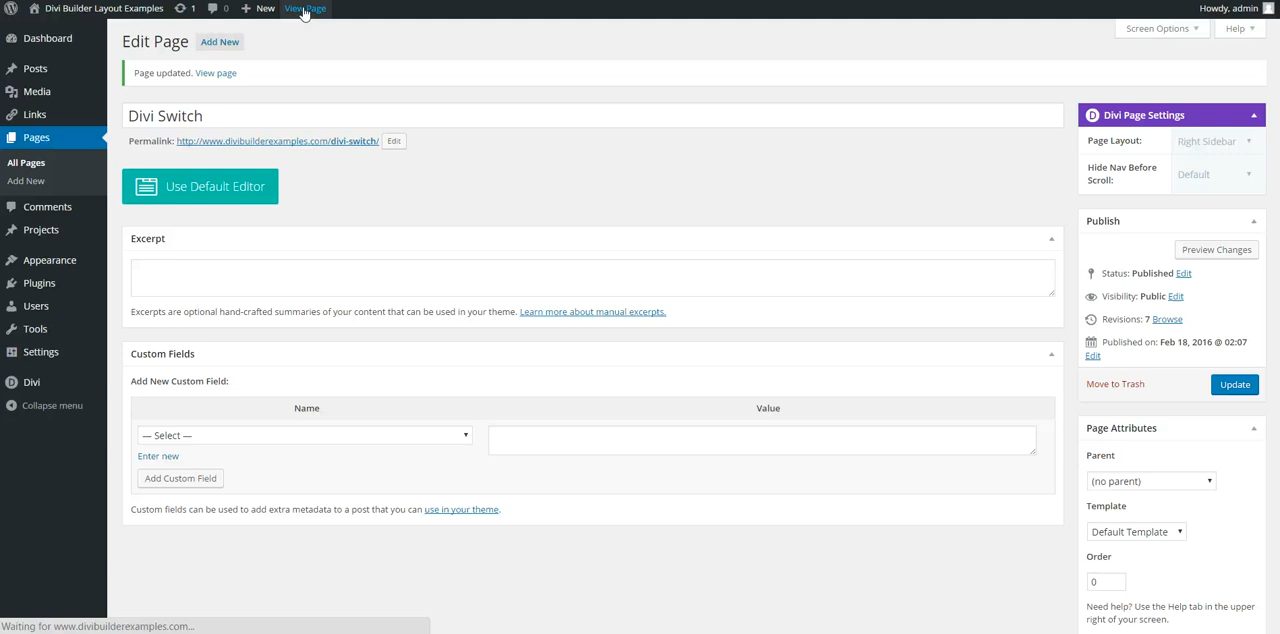 Divi Builder Layout Examples 1 0 New View Page Howdy, admin
Screen Options Help
Dashboard
Posts
Media
Links
Pages
All Pages
Add New
Comments
Projects
Appearance
Plugins
Users
Tools
Settings
Divi
Collapse menu
Edit Page Add New
Page updated. View page
Divi Switch
Permalink: http://www.divibuilderexamples.com/divi-switch/ Edit
Use Default Editor
Excerpt
Excerpts are optional hand-crafted summaries of your content that can be used in your theme. Learn more about manual excerpts.
Custom Fields
Add New Custom Field:
Name Value
— Select —
Enter new
Add Custom Field
Custom fields can be used to add extra metadata to a post that you can use in your theme.
Divi Page Settings
Page Layout: Right Sidebar
Hide Nav Before
Scroll:
Default
Publish
Preview Changes
Status: Published Edit
Visibility: Public Edit
Revisions: 7 Browse
Published on: Feb 18, 2016 @ 02:07
Edit
Move to Trash Update
Page Attributes
Parent
(no parent)
Template
Default Template
Order
0
Need help? Use the Help tab in the upper
right of your screen.
Waiting for www.divibuilderexamples.com...